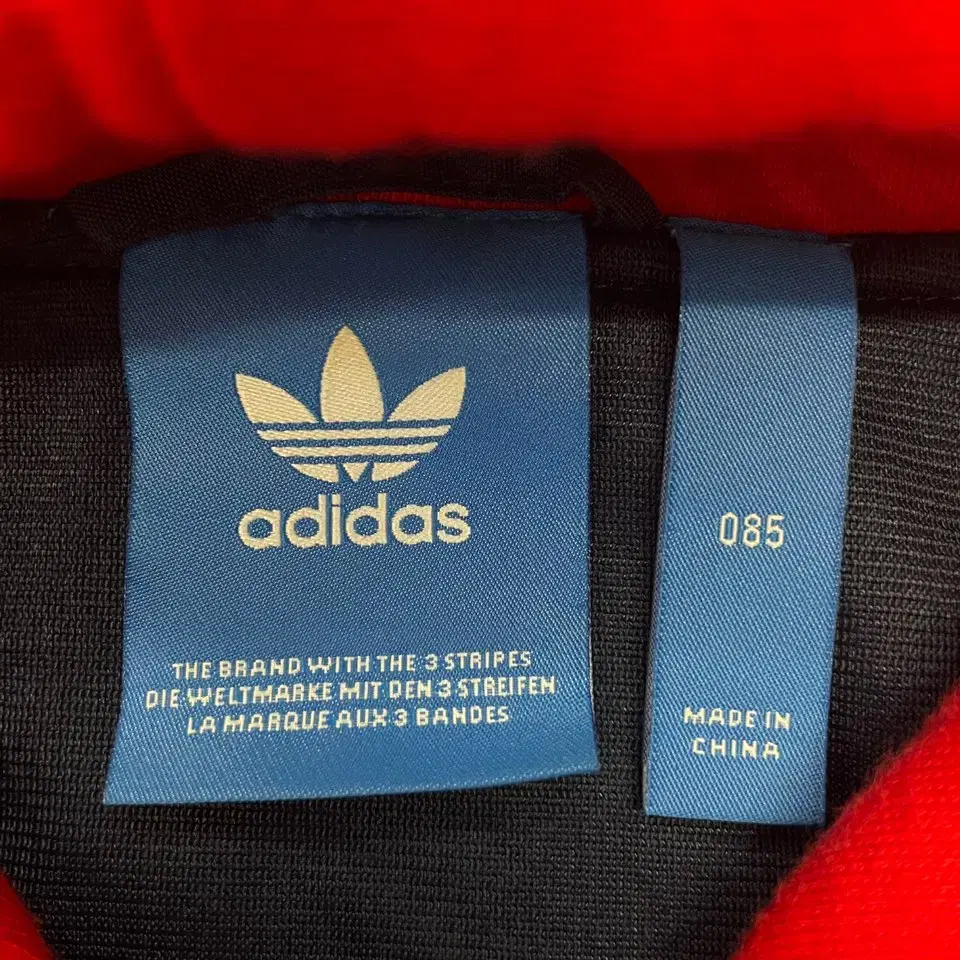 adidas
THE BRAND WITH THE 3 STRIPES
DIE WELTMARKE MIT DEN 3 STREIFEN
LA MARQUE AUX 3 BANDES
085
MADE IN
CHINA